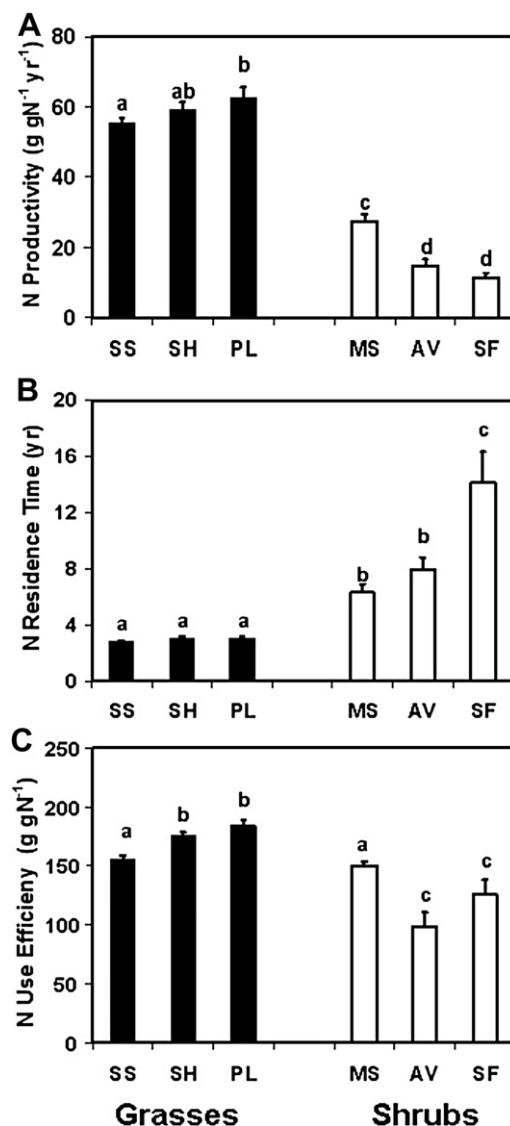 A
N Productivity (g gN⁻¹ yr⁻¹)
80
60
40
20
0
a
ab
b
c
d
d
SS SH PL MS AV SF
B
N Residence Time (yr)
20
16
12
8
4
0
a
a
a
b
b
c
SS SH PL MS AV SF
C
N Use Efficieny (g gN⁻¹)
250
200
150
100
50
0
a
b
b
a
c
c
SS SH PL MS AV SF
Grasses Shrubs